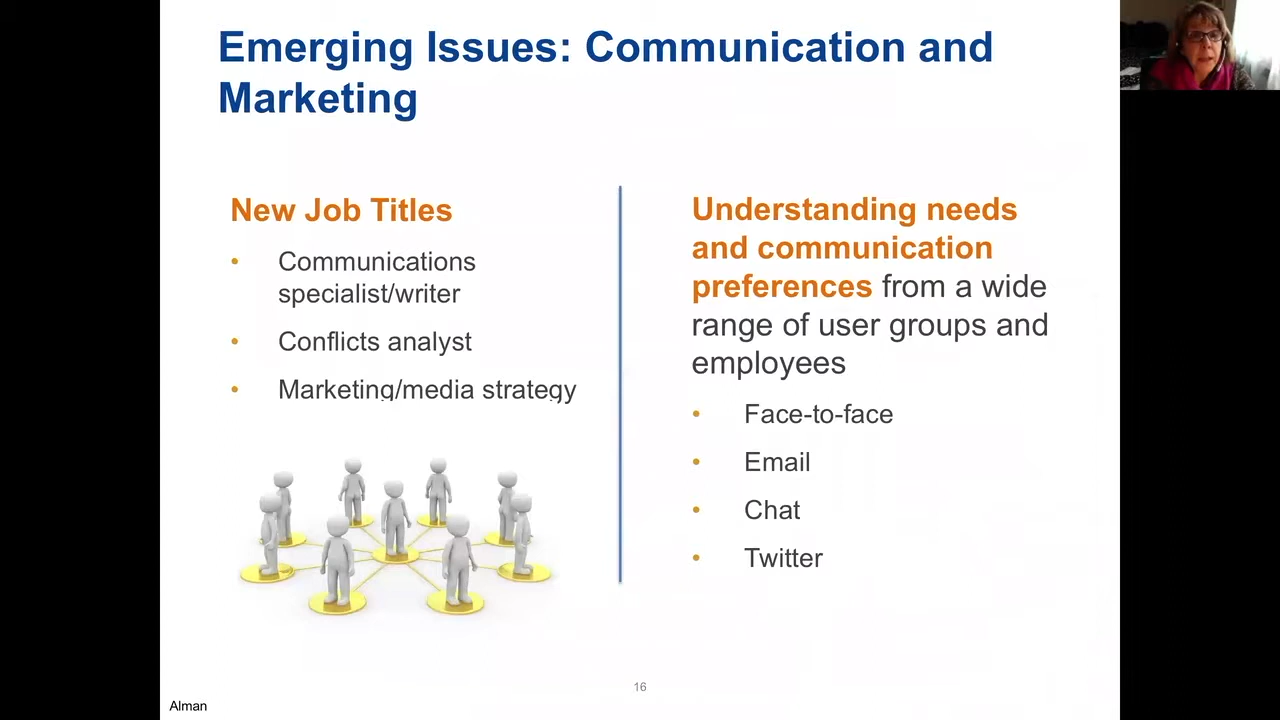 Emerging Issues: Communication and
Marketing
New Job Titles
• Communications
specialist/writer
• Conflicts analyst
• Marketing/media strategy
Understanding needs
and communication
preferences from a wide
range of user groups and
employees
• Face-to-face
• Email
• Chat
• Twitter
16
Alman